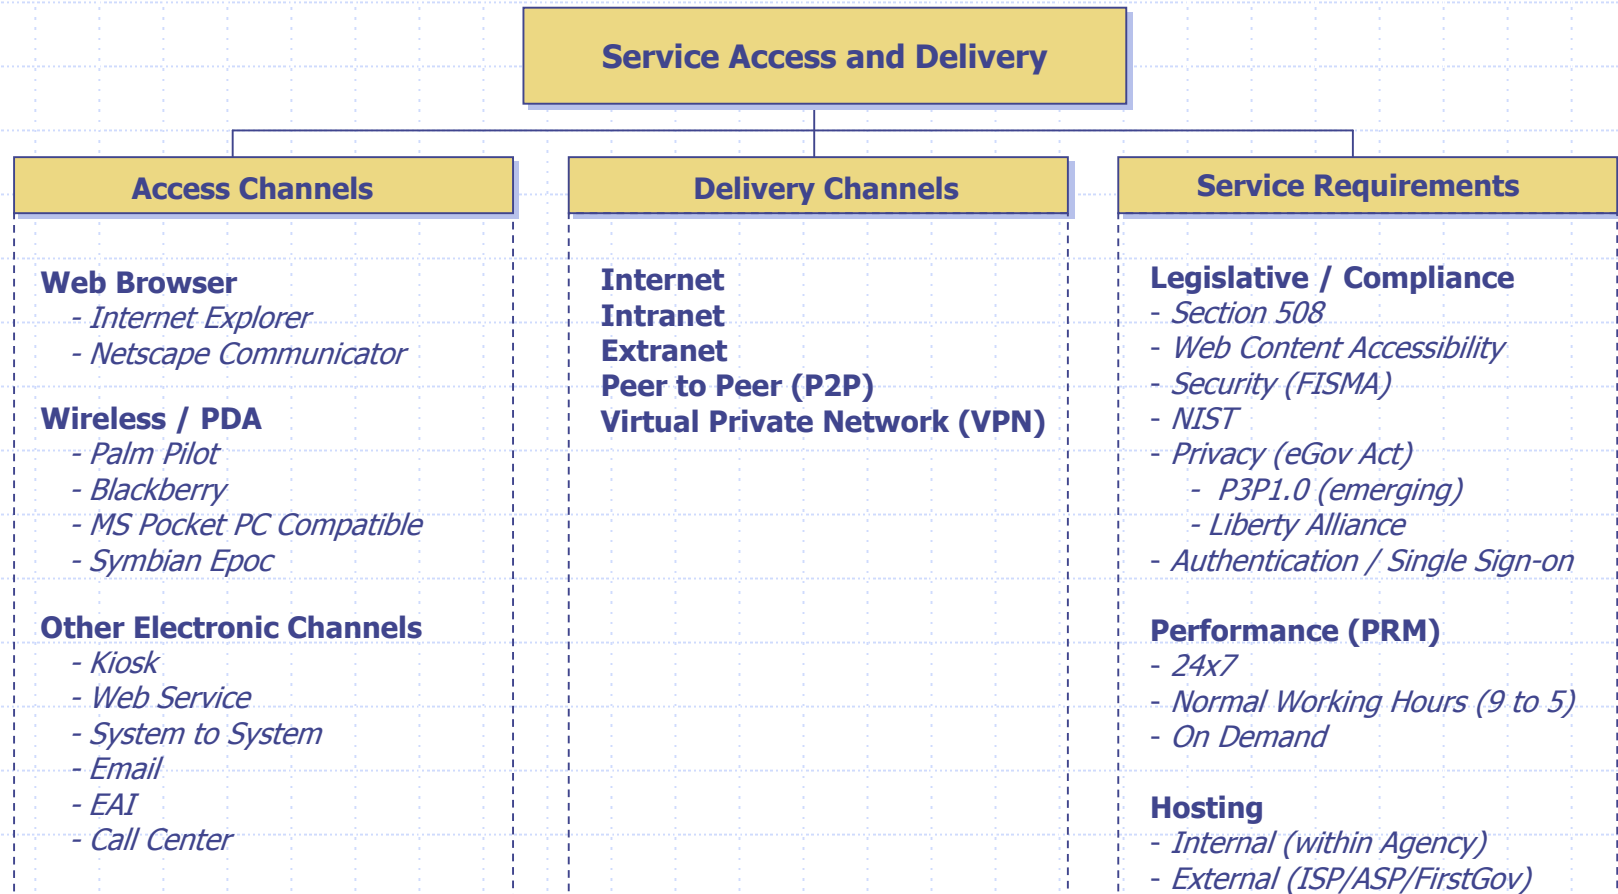 Service Access and Delivery
Access Channels
Web Browser
- Internet Explorer
- Netscape Communicator
Wireless / PDA
- Palm Pilot
- Blackberry
- MS Pocket PC Compatible
- Symbian Epoc
Other Electronic Channels
- Kiosk
- Web Service
- System to System
- Email
- EAI
- Call Center
Delivery Channels
Internet
Intranet
Extranet
Peer to Peer (P2P)
Virtual Private Network (VPN)
Service Requirements
Legislative / Compliance
- Section 508
- Web Content Accessibility
- Security (FISMA)
- NIST
- Privacy (eGov Act)
- P3P1.0 (emerging)
- Liberty Alliance
- Authentication / Single Sign-on
Performance (PRM)
- 24x7
- Normal Working Hours (9 to 5)
- On Demand
Hosting
- Internal (within Agency)
- External (ISP/ASP/FirstGov)